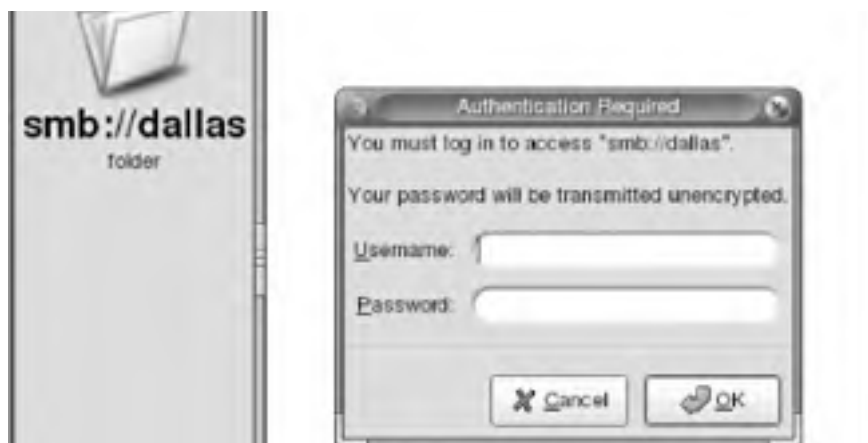 smb://dallas
folder
Authentication Required
You must log in to access "smb://dallas".
Your password will be transmitted unencrypted.
Username:
Password:
Cancel
OK